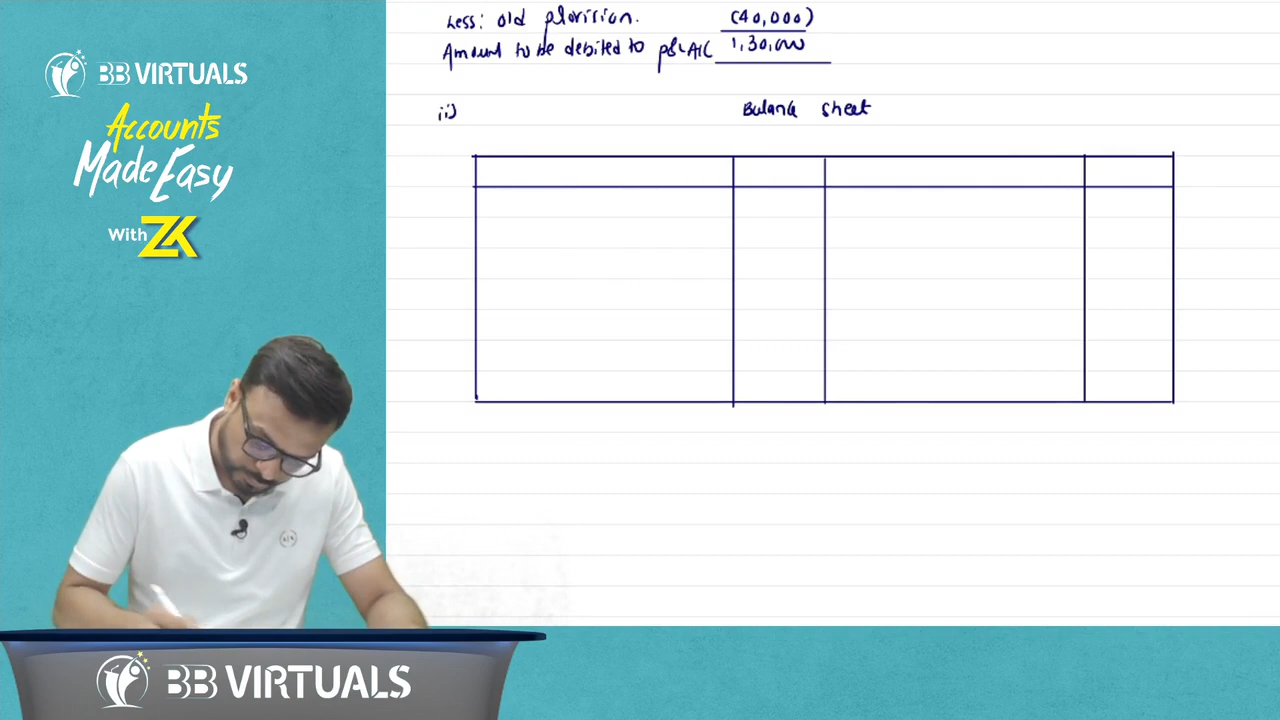 BB VIRTUALS
Accounts
Made Easy
With ZK
Less: old provision. (40,000)
Amount to be debited to P&L A/C 1,30,000
ii) Balance sheet
BB VIRTUALS